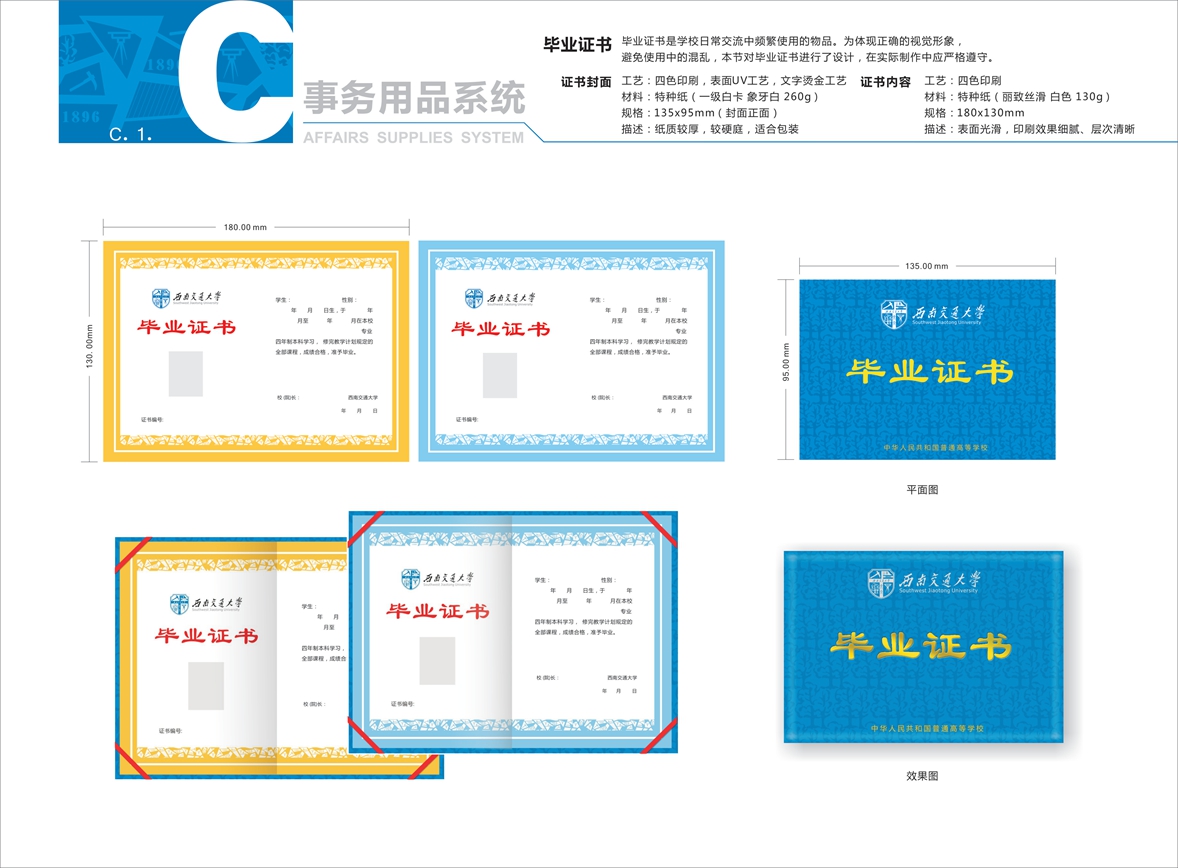 1896
1896
C
C. 1.
事务用品系统
AFFAIRS SUPPLIES SYSTEM
毕业证书
毕业证书是学校日常交流中频繁使用的物品。为体现正确的视觉形象，
避免使用中的混乱，本节对毕业证书进行了设计，在实际制作中应严格遵守。
证书封面
工艺：四色印刷，表面UV工艺，文字烫金工艺
材料：特种纸（一级白卡 象牙白 260g）
规格：135x95mm（封面正面）
描述：纸质较厚，较硬庭，适合包装
证书内容
工艺：四色印刷
材料：特种纸（丽致丝滑 白色 130g）
规格：180x130mm
描述：表面光滑，印刷效果细腻、层次清晰
180.00 mm
130. 00mm
西南交通大学
Southwest Jiaotong University
毕业证书
学生： 性别：
年 月 日生，于 年
月至 年 月在本校
专业
四年制本科学习， 修完教学计划规定的
全部课程，成绩合格，准予毕业。
校 (院)长： 西南交通大学
年 月 日
证书编号:
西南交通大学
Southwest Jiaotong University
毕业证书
学生： 性别：
年 月 日生，于 年
月至 年 月在本校
专业
四年制本科学习， 修完教学计划规定的
全部课程，成绩合格，准予毕业。
校 (院)长： 西南交通大学
年 月 日
证书编号:
135.00 mm
95.00 mm
西南交通大学
Southwest Jiaotong University
毕业证书
中华人民共和国普通高等学校
平面图
西南交通大学
Southwest Jiaotong University
毕业证书
学生：
年 月
月至
四年制本科学习，
全部课程，成绩合
校 (院)长：
证书编号:
西南交通大学
Southwest Jiaotong University
毕业证书
学生： 性别：
年 月 日生，于 年
月至 年 月在本校
专业
四年制本科学习， 修完教学计划规定的
全部课程，成绩合格，准予毕业。
校 (院)长： 西南交通大学
年 月 日
证书编号:
西南交通大学
Southwest Jiaotong University
毕业证书
中华人民共和国普通高等学校
效果图